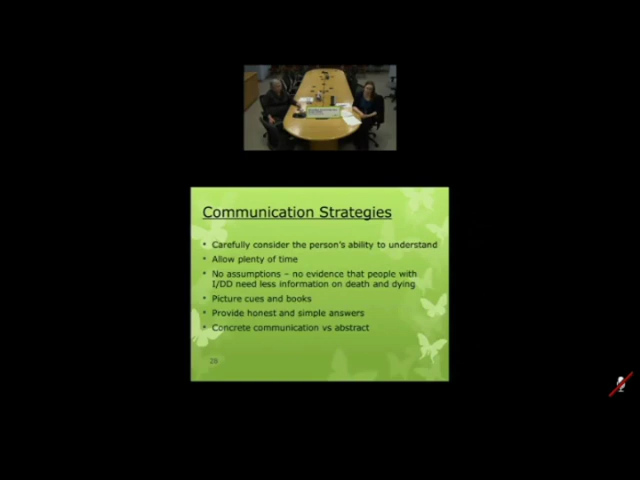 Communication Strategies
• Carefully consider the person's ability to understand
• Allow plenty of time
• No assumptions – no evidence that people with
I/DD need less information on death and dying
• Picture cues and books
• Provide honest and simple answers
• Concrete communication vs abstract